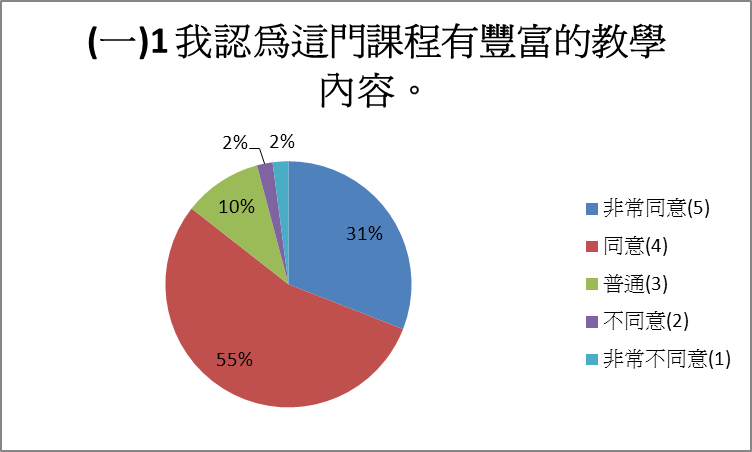 (一)1 我認為這門課程有豐富的教學
內容。
2%
2%
10%
31%
55%
非常同意(5)
同意(4)
普通(3)
不同意(2)
非常不同意(1)